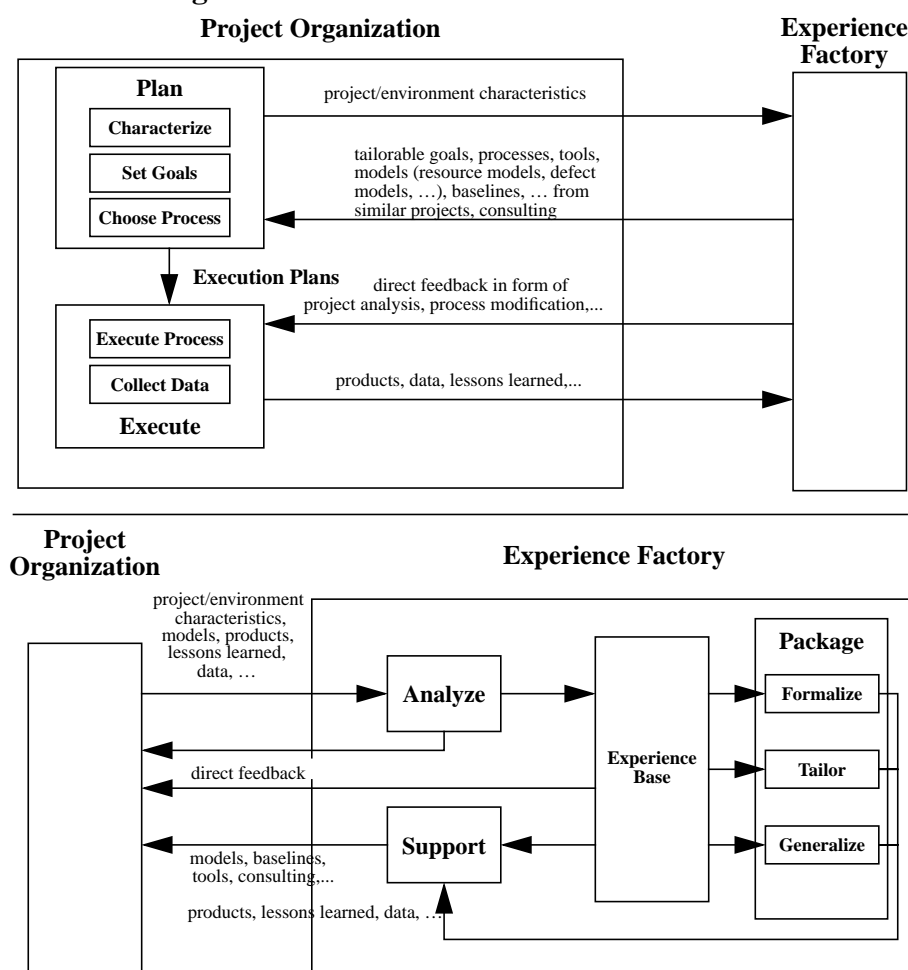 Project Organization
Experience
Factory
Plan
Characterize
Set Goals
Choose Process
project/environment characteristics
tailorable goals, processes, tools,
models (resource models, defect
models, …), baselines, … from
similar projects, consulting
Execution Plans
direct feedback in form of
project analysis, process modification,...
Execute Process
Collect Data
Execute
products, data, lessons learned,...
Project
Organization
Experience Factory
project/environment
characteristics,
models, products,
lessons learned,
data, …
Analyze
Package
Formalize
direct feedback
Experience
Base
Tailor
Support
Generalize
models, baselines,
tools, consulting,...
products, lessons learned, data, …